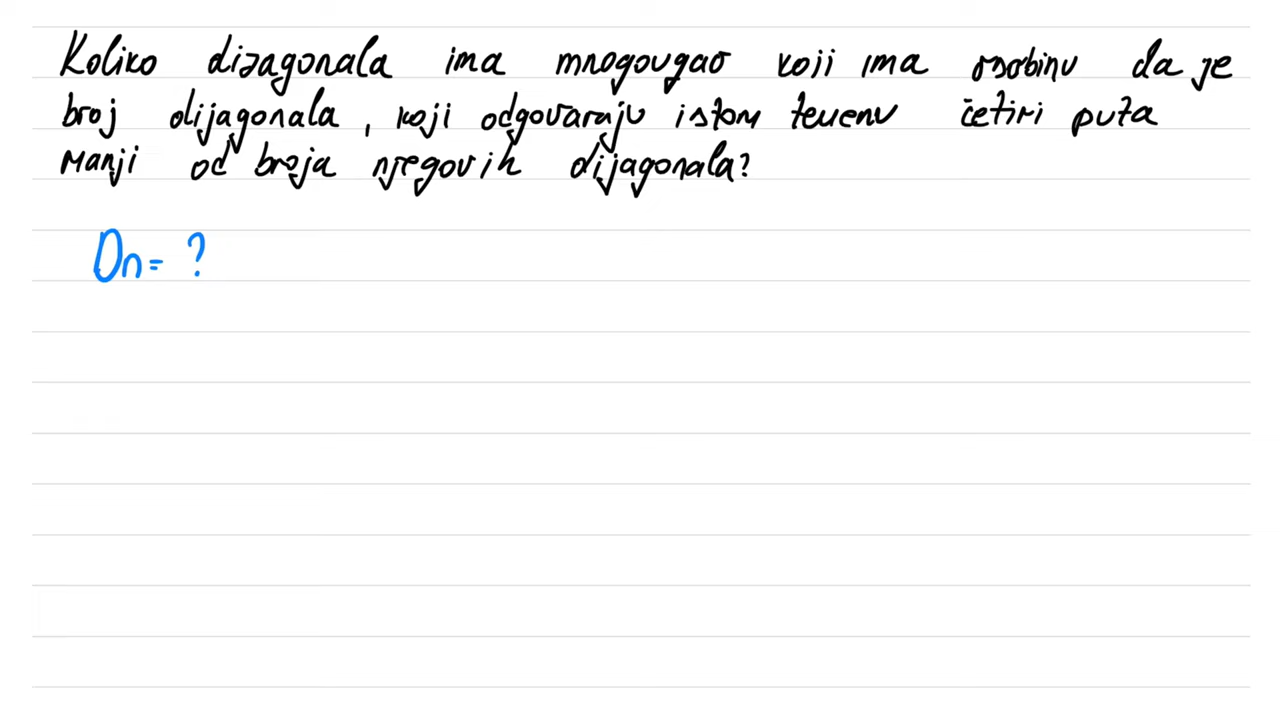 Koliko dijagonala ima mnogougao koji ima osobinu da je
broj dijagonala, koji odgovaraju istom temenu četiri puta
manji od broja njegovih dijagonala?
Dn = ?